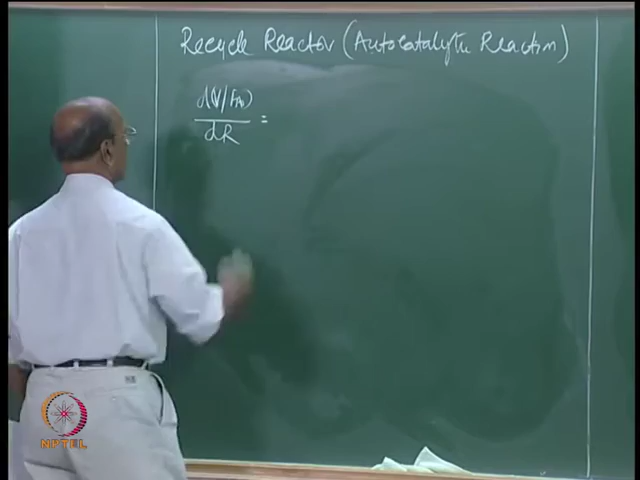 Recycle Reactor (Autocatalytic Reaction)
d(V/FA0)
dR
=
NPTEL